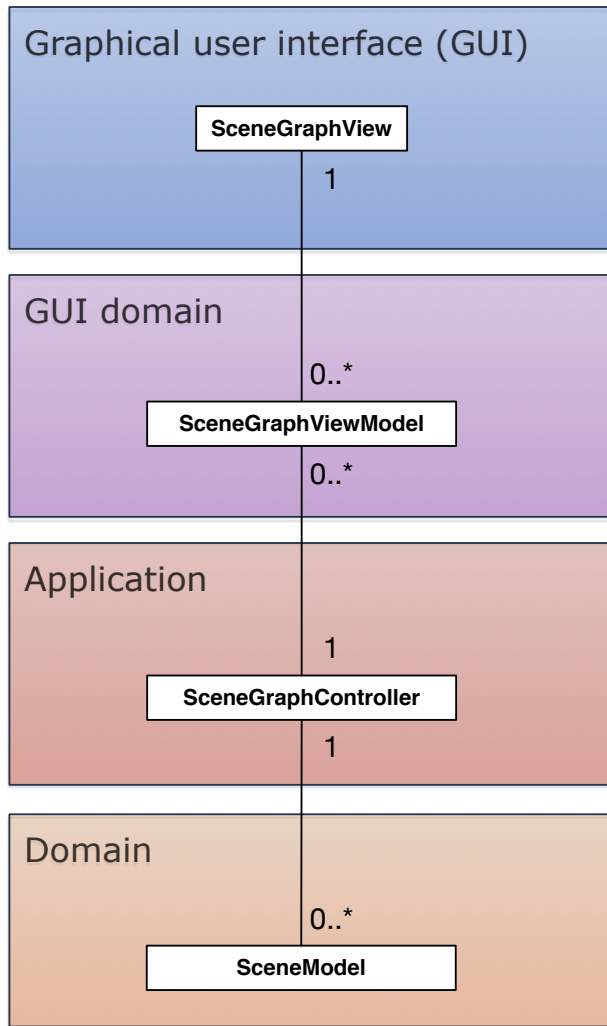 Graphical user interface (GUI)
SceneGraphView
1
GUI domain
0..*
SceneGraphViewModel
0..*
Application
1
SceneGraphController
1
Domain
0..*
SceneModel